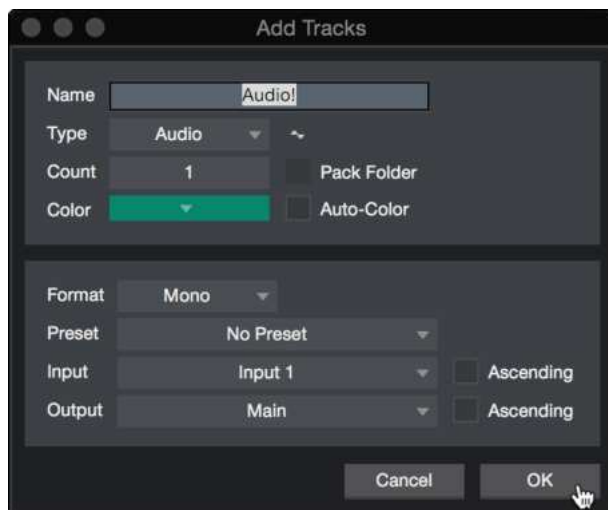 Add Tracks
Name Audio!
Type Audio
Count 1 Pack Folder
Color Auto-Color
Format Mono
Preset No Preset
Input Input 1 Ascending
Output Main Ascending
Cancel OK